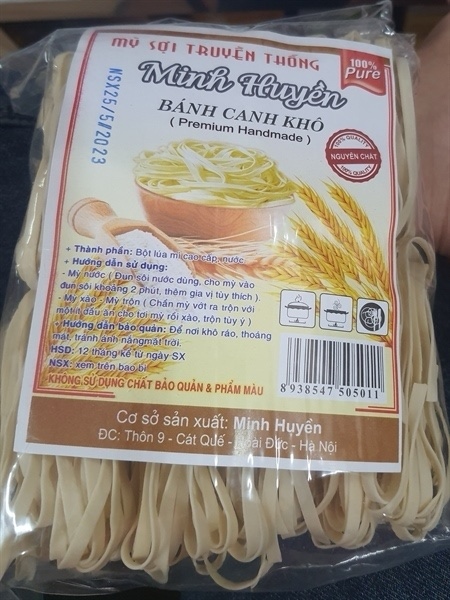 MỲ SỢI TRUYỀN THỐNG
100%
Pure
Minh Huyền
NSX25/5/2023
BÁNH CANH KHÔ
( Premium Handmade )
100% QUALITY
NGUYÊN CHẤT
100% QUALITY
+ Thành phần: Bột lúa mì cao cấp, nước.
+ Hướng dẫn sử dụng:
- Mỳ nước ( Đun sôi nước dùng, cho mỳ vào
đun sôi khoảng 2 phút, thêm gia vị tùy thích ).
- Mỳ xào - Mỳ trộn ( Chần mỳ vớt ra trộn với
một ít dầu ăn cho tơi mỳ rồi xào, trộn tùy ý )
+ Hướng dẫn bảo quản: Để nơi khô ráo, thoáng
mát, tránh ánh nắng mặt trời.
HSD: 12 tháng kể từ ngày SX
NSX: xem trên bao bì
KHÔNG SỬ DỤNG CHẤT BẢO QUẢN & PHẨM MÀU
8 938547 505011
Cơ sở sản xuất: Minh Huyền
ĐC: Thôn 9 - Cát Quế - Hoài Đức - Hà Nội